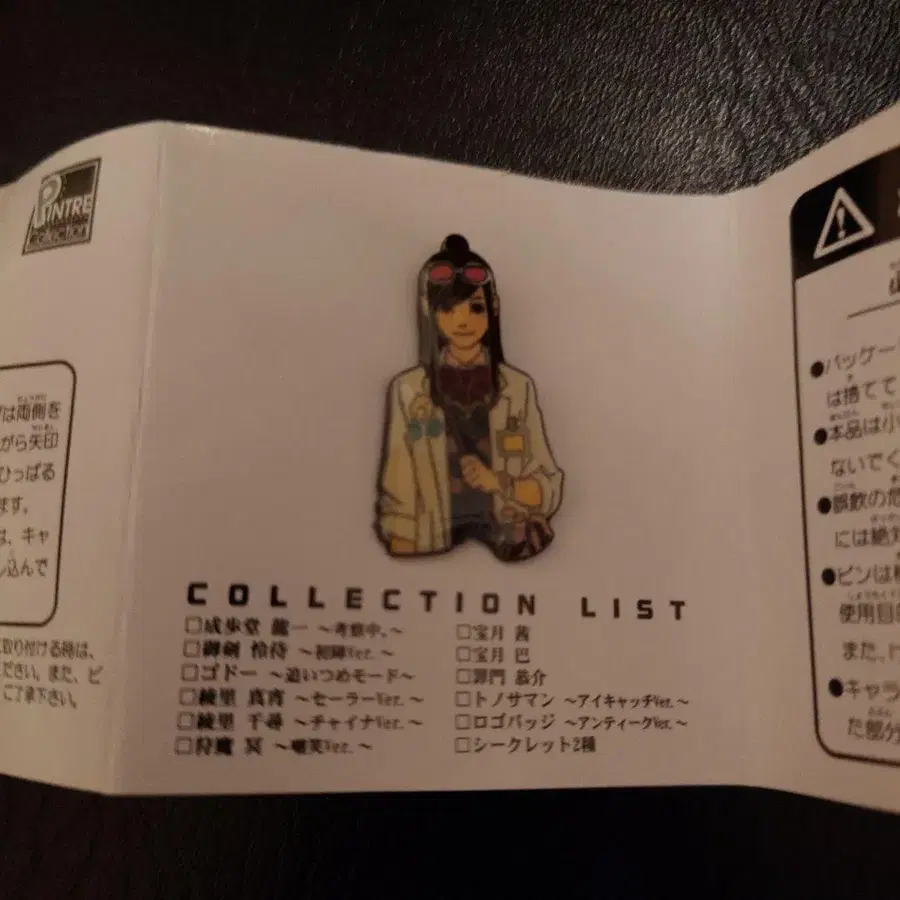 PINTRE
COLLECTION
は両側を
がら矢印
ひっぱる
ます。
は、キャ
し込んで
取り付ける時は、
ださい。また、ピ
ご了承下さい。
COLLECTION LIST
□成歩堂 龍一 ～考察中。～
□御剣 怜侍 ～初陣Ver.～
□ゴドー ～追いつめモード～
□綾里 真宵 ～セーラーVer.～
□綾里 千尋 ～チャイナVer.～
□狩魔 冥 ～嘲笑Ver.～
□宝月 茜
□宝月 巴
□罪門 恭介
□トノサマン ～アイキャッチVer.～
□ロゴバッジ ～アンティークVer.～
□シークレット2種
●パッケー
は捨てて
●本品は小
ないでく
●誤飲の危
には絶対
●ピンは
使用目
また、
●キャラ
た部分